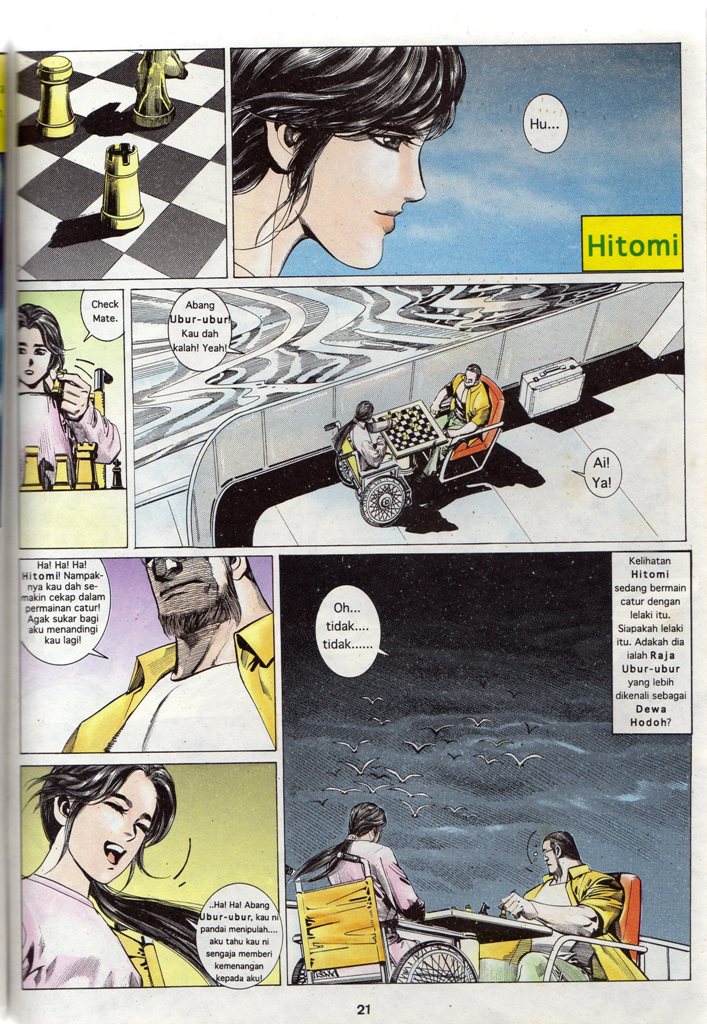 Hu...
Hitomi
Check
Mate.
Abang
Ubur-ubur!
Kau dah
kalah! Yeah!
Ai!
Ya!
Ha! Ha! Ha!
Hitomi! Nampak-
nya kau dah se-
makin cekap dalam
permainan catur!
Agak sukar bagi
aku menandingi
kau lagi!
Oh...
tidak....
tidak......
Kelihatan
Hitomi
sedang bermain
catur dengan
lelaki itu.
Siapakah lelaki
itu. Adakah dia
ialah Raja
Ubur-ubur
yang lebih
dikenali sebagai
Dewa
Hodoh?
..Ha! Ha! Abang
Ubur-ubur, kau ni
pandai menipulah....
aku tahu kau ni
sengaja memberi
kemenangan
kepada aku!
21